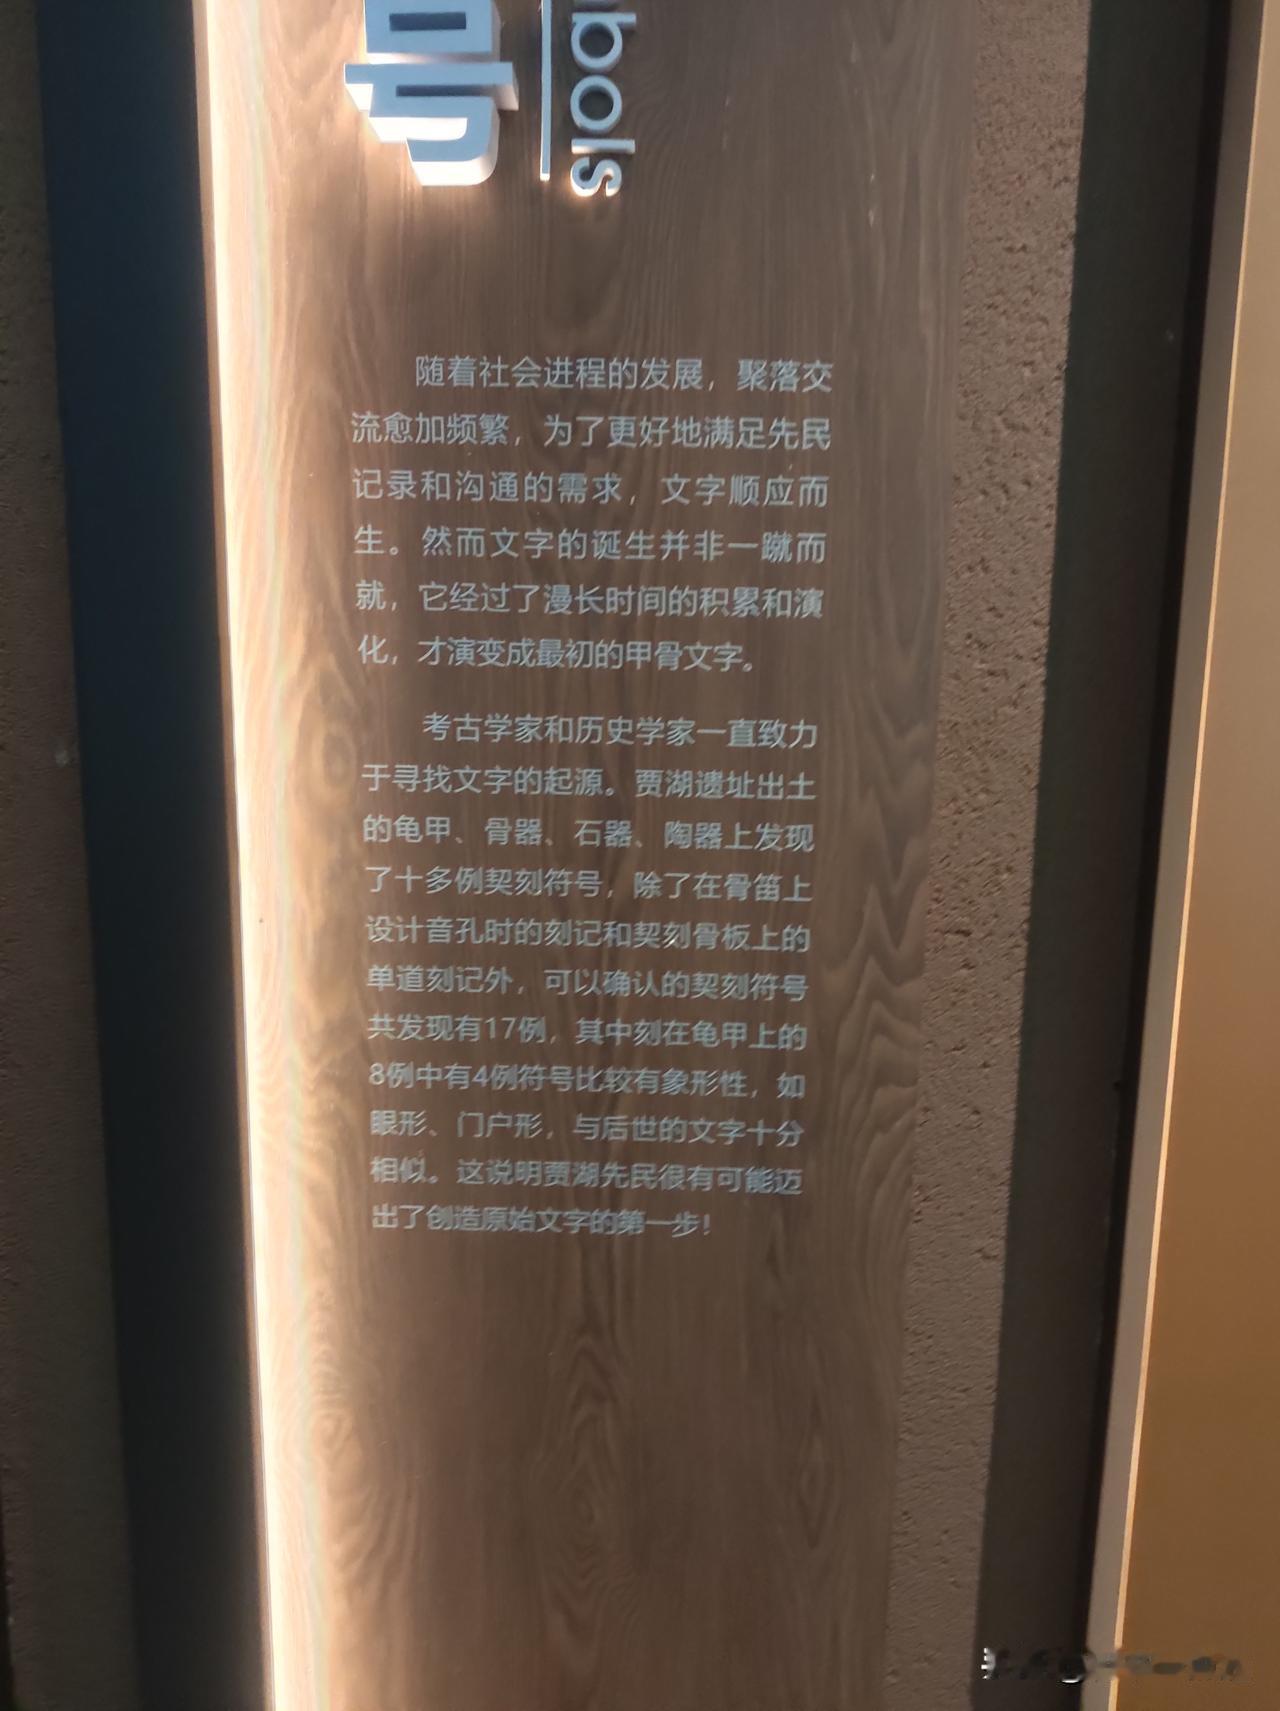 号
bols
随着社会进程的发展，聚落交
流愈加频繁，为了更好地满足先民
记录和沟通的需求，文字顺应而
生。然而文字的诞生并非一蹴而
就，它经过了漫长时间的积累和演
化，才演变成最初的甲骨文字。
考古学家和历史学家一直致力
于寻找文字的起源。贾湖遗址出土
的龟甲、骨器、石器、陶器上发现
了十多例契刻符号，除了在骨笛上
设计音孔时的刻记和契刻骨板上的
单道刻记外，可以确认的契刻符号
共发现有17例，其中刻在龟甲上的
8例中有4例符号比较有象形性，如
眼形、门户形，与后世的文字十分
相似。这说明贾湖先民很有可能迈
出了创造原始文字的第一步！